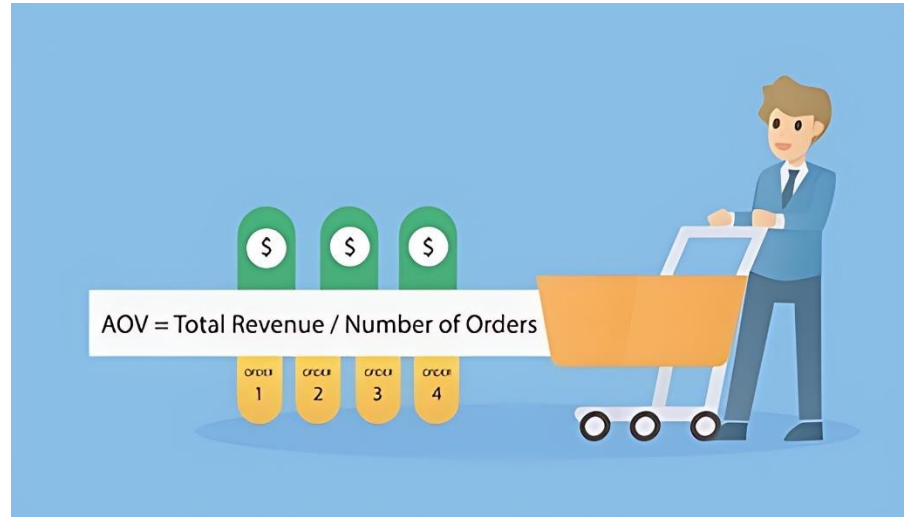 $ $ $
AOV = Total Revenue / Number of Orders
1 2 3 4